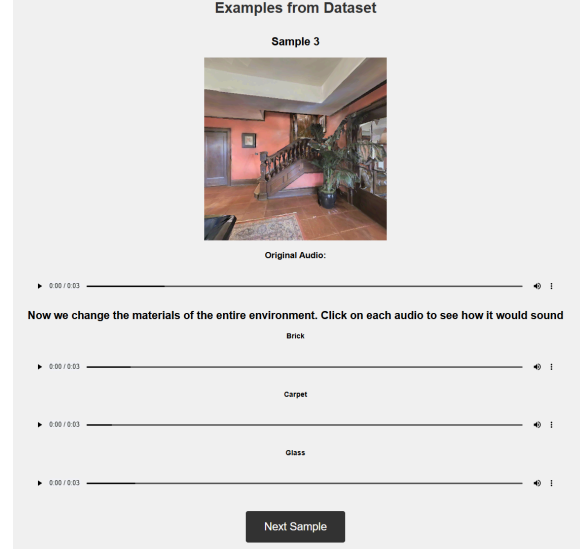 Examples from Dataset
Sample 3
Original Audio:
0:00 / 0:03
Now we change the materials of the entire environment. Click on each audio to see how it would sound
Brick
0:00 / 0:03
Carpet
0:00 / 0:03
Glass
0:00 / 0:03
Next Sample